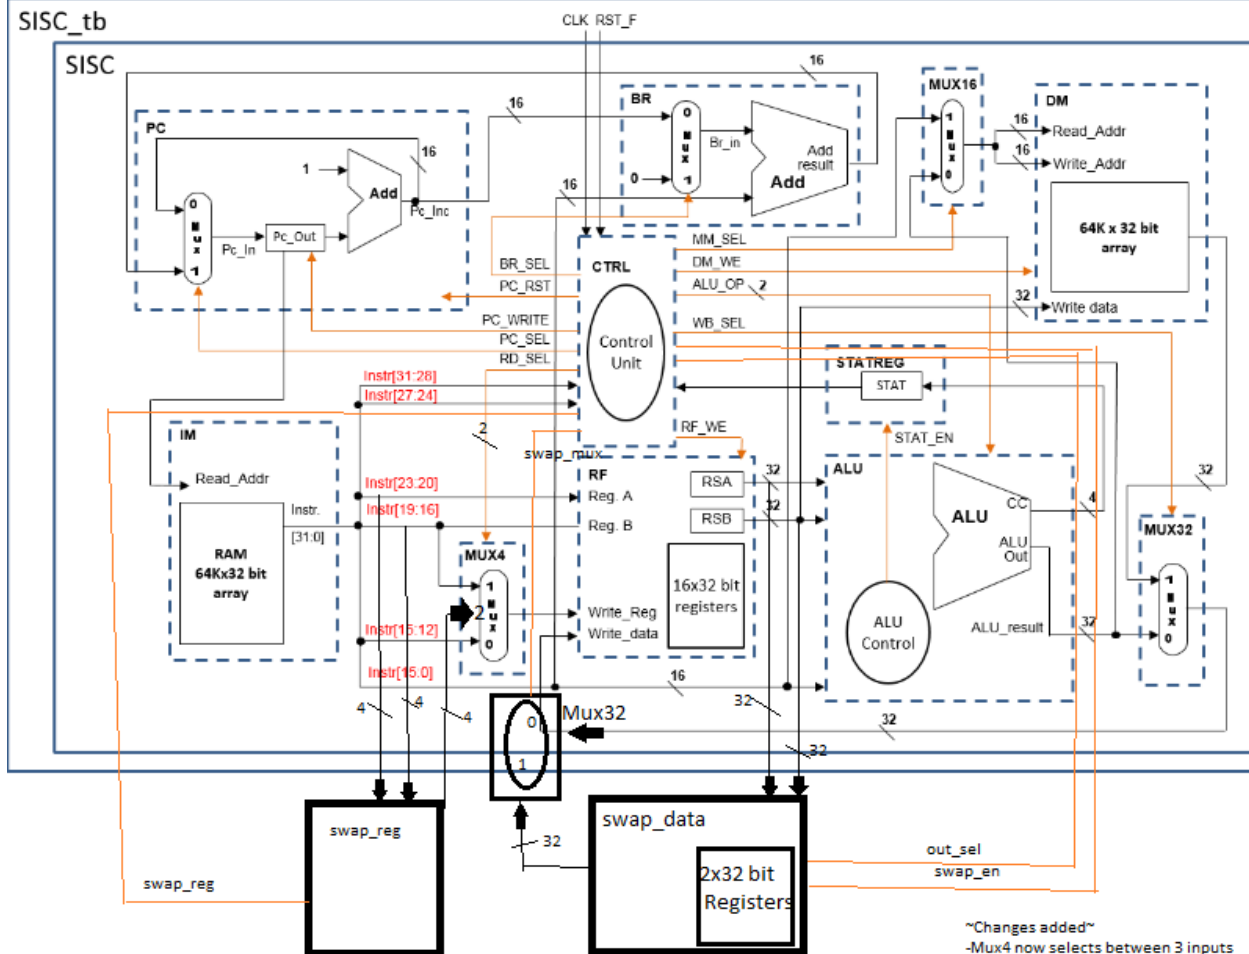 SISC_tb
SISC
CLK RST_F
16
BR
MUX16
DM
PC
16
16
0
Mux
1
Br_in
Add
result
Add
0
16
1
Mux
0
16
Read_Addr
16
Write_Addr
64K x 32 bit
array
32
Write data
1
Add
Pc_Inc
0
Mux
1
Pc_In
Pc_Out
BR_SEL
PC_RST
PC_WRITE
PC_SEL
RD_SEL
CTRL
Control
Unit
MM_SEL
DM_WE
ALU_OP
2
WB_SEL
STATREG
STAT
STAT_EN
RF_WE
Instr[31:28]
Instr[27:24]
2
swap_mux
IM
Read_Addr
Instr.
[31:0]
RAM
64Kx32 bit
array
Instr[23:20]
Instr[19:16]
Instr[15:12]
Instr[15:0]
RF
Reg. A
Reg. B
RSA
RSB
32
32
16x32 bit
registers
Write_Reg
Write_data
MUX4
1
Mux
2
0
ALU
ALU
CC
4
ALU
Out
ALU
Control
ALU_result
32
32
MUX32
1
Mux
0
16
4
4
4
0
1
Mux32
32
32
32
32
swap_reg
swap_reg
swap_data
2x32 bit
Registers
out_sel
swap_en
~Changes added~
-Mux4 now selects between 3 inputs